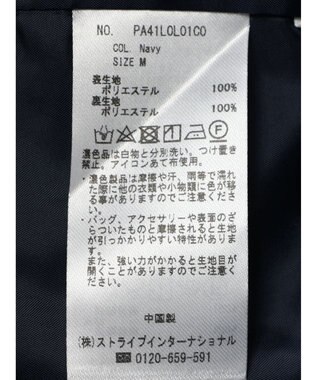 NO. PA41L0L01C0
COL. Navy
SIZE M
表生地
ポリエステル 100%
裏生地
ポリエステル 100%
濃色品は白物と分別洗い。つけ置き
禁止。アイロンあて布使用。
・濃色製品は摩擦や汗、雨等で濡れ
た際に他の衣類や小物類に色が移
る事がありますのでご注意くださ
い。
・バッグ、アクセサリーや表面のざ
らついたものと摩擦されると生地
が引っかかりやすい特性がありま
す。
また、強い力がかかると生地目が
開くことがありますのでご注意く
ださい。
中国製
(株)ストライプインターナショナル
☎ 0120-659-591